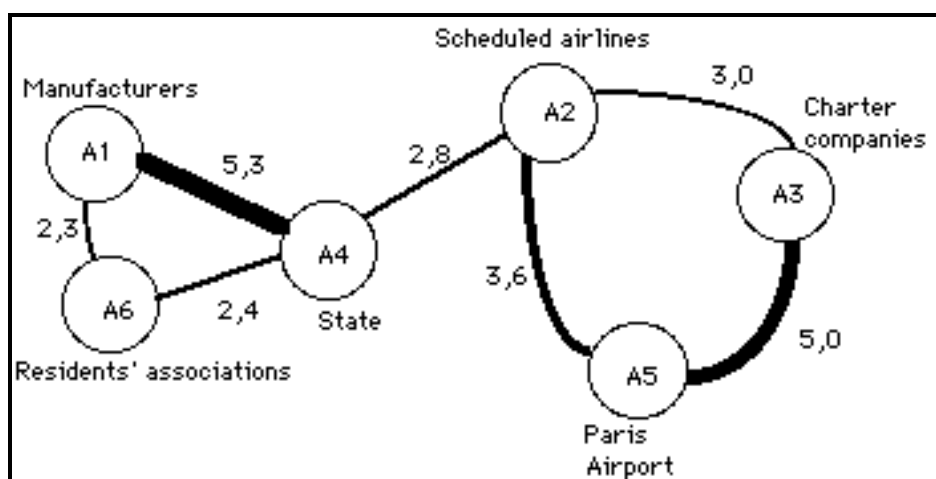 Scheduled airlines
Manufacturers
A1
5,3
2,8
A2
3,0
Charter
companies
A3
2,3
A4
3,6
A6
2,4
State
5,0
Residents' associations
A5
Paris
Airport